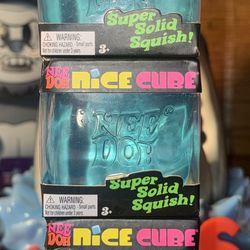 Super Solid
Squish!
WARNING:
CHOKING HAZARD - Small parts
Not for children under 3 years.
3+
NEE DOH NICE CUBE
NEE
DOH
Super
Solid
Squish!
WARNING:
CHOKING HAZARD - Small parts
Not for children under 3 years.
3+
NEE DOH NICE CUBE